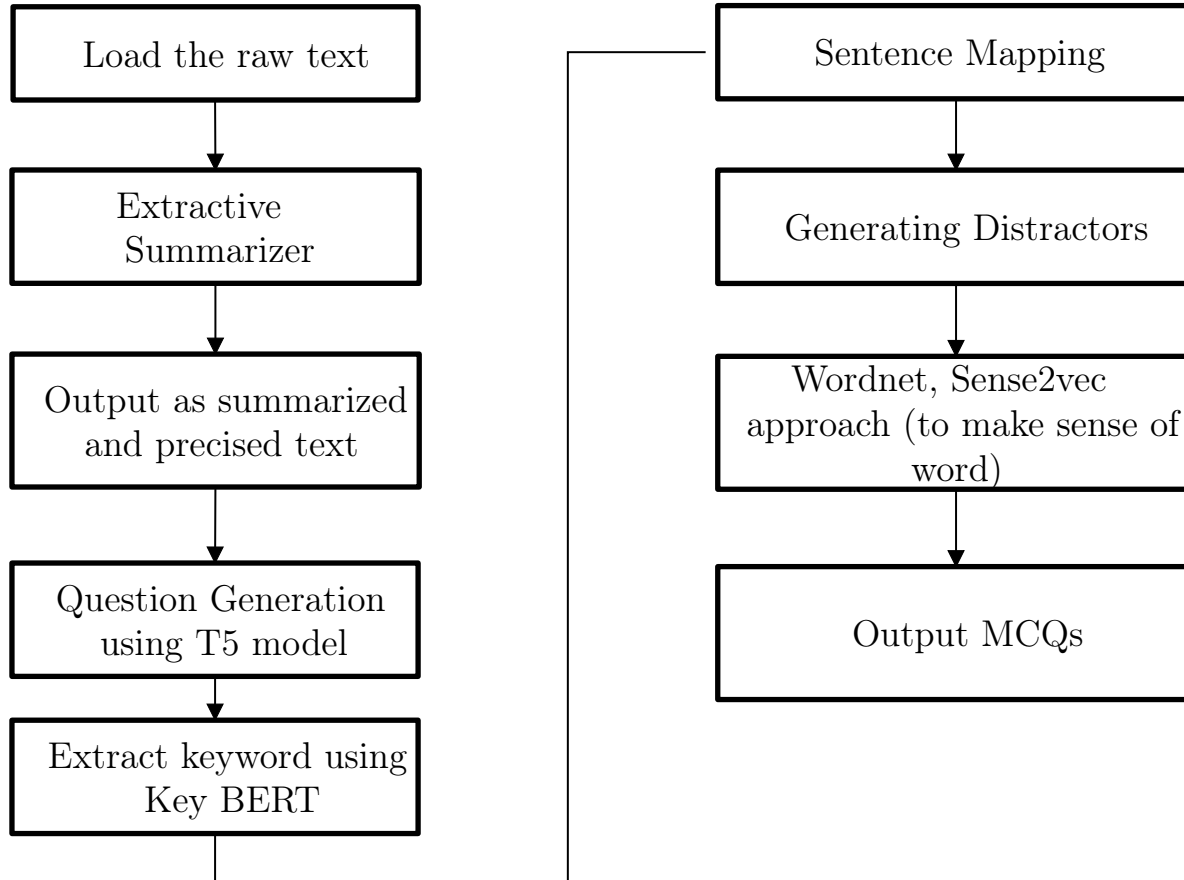 Load the raw text
Extractive
Summarizer
Output as summarized
and precised text
Question Generation
using T5 model
Extract keyword using
Key BERT
Sentence Mapping
Generating Distractors
Wordnet, Sense2vec
approach (to make sense of
word)
Output MCQs